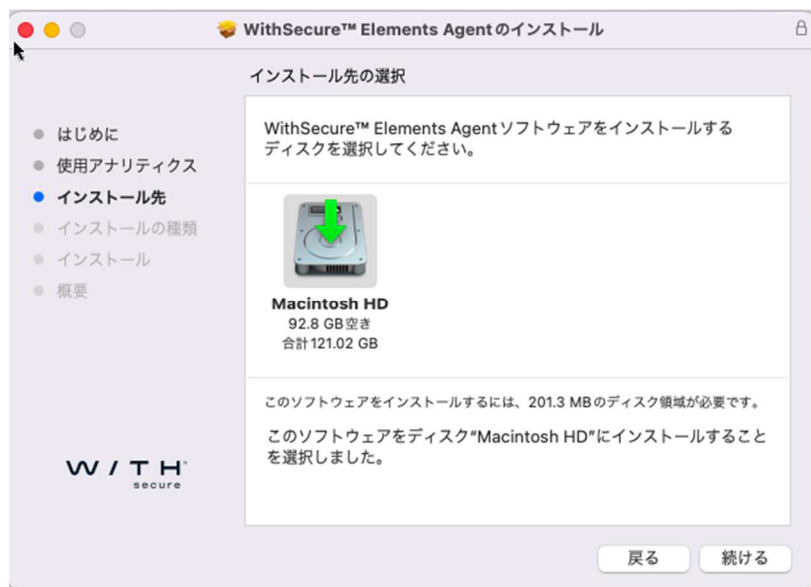 WithSecure™ Elements Agentのインストール
インストール先の選択
はじめに
使用アナリティクス
インストール先
インストールの種類
インストール
概要
WithSecure™ Elements Agentソフトウェアをインストールする
ディスクを選択してください。
Macintosh HD
92.8 GB空き
合計121.02 GB
このソフトウェアをインストールするには、201.3 MBのディスク領域が必要です。
このソフトウェアをディスク“Macintosh HD”にインストールすること
を選択しました。
W / T H
secure
戻る
続ける